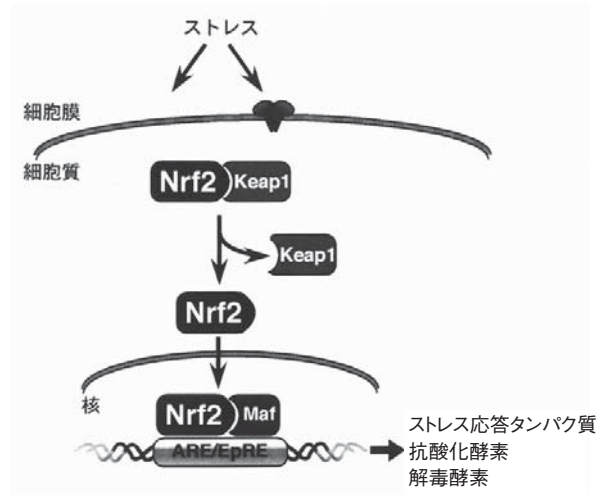 ストレス
細胞膜
細胞質
Nrf2 Keap1
Keap1
Nrf2
核
Nrf2 Maf
ARE/EpRE
ストレス応答タンパク質
抗酸化酵素
解毒酵素